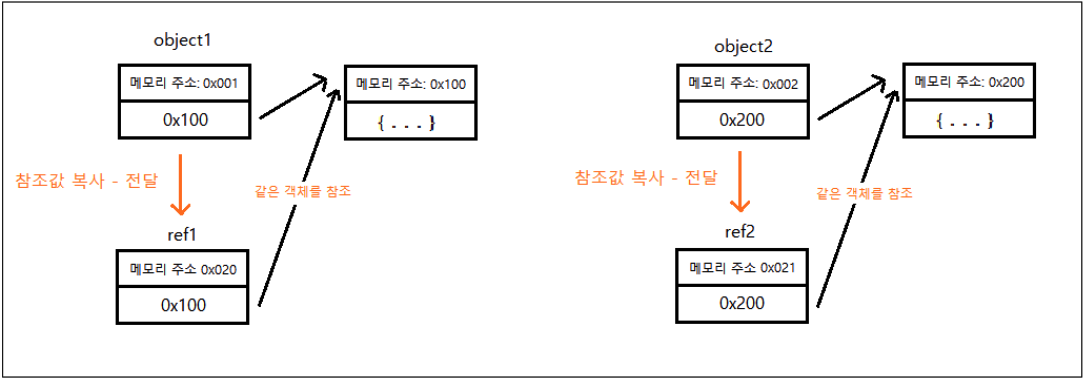 object1
메모리 주소: 0x001
0x100
메모리 주소: 0x100
{ . . . }
참조값 복사 - 전달
같은 객체를 참조
ref1
메모리 주소 0x020
0x100
object2
메모리 주소: 0x002
0x200
메모리 주소: 0x200
{ . . . }
참조값 복사 - 전달
같은 객체를 참조
ref2
메모리 주소 0x021
0x200